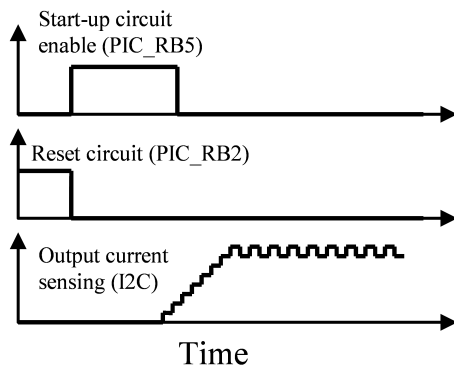 Start-up circuit
enable (PIC_RB5)
Reset circuit (PIC_RB2)
Output current
sensing (I2C)
Time